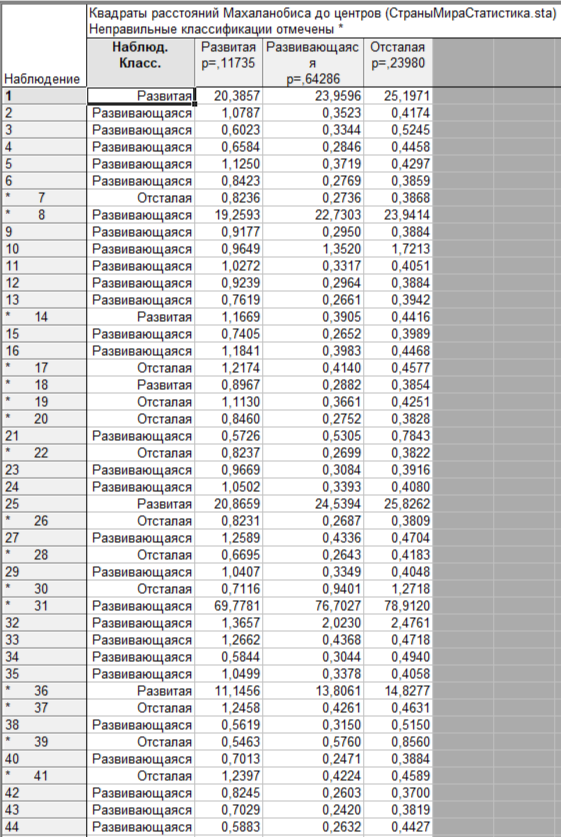 Квадраты расстояний Махаланобиса до центров (СтраныМираСтатистика.sta)
Неправильные классификации отмечены *
Наблюдение Наблюд. Класс. Развитая p=,11735 Развивающаяс я p=,64286 Отсталая p=,23980
1 Развитая 20,3857 23,9596 25,1971
2 Развивающаяся 1,0787 0,3523 0,4174
3 Развивающаяся 0,6023 0,3344 0,5245
4 Развивающаяся 0,6584 0,2846 0,4458
5 Развивающаяся 1,1250 0,3719 0,4297
6 Развивающаяся 0,8423 0,2769 0,3859
* 7 Отсталая 0,8236 0,2736 0,3868
* 8 Развивающаяся 19,2593 22,7303 23,9414
9 Развивающаяся 0,9177 0,2950 0,3884
10 Развивающаяся 0,9649 1,3520 1,7213
11 Развивающаяся 1,0272 0,3317 0,4051
12 Развивающаяся 0,9239 0,2964 0,3884
13 Развивающаяся 0,7619 0,2661 0,3942
* 14 Развитая 1,1669 0,3905 0,4416
15 Развивающаяся 0,7405 0,2652 0,3989
16 Развивающаяся 1,1841 0,3983 0,4468
* 17 Отсталая 1,2174 0,4140 0,4577
* 18 Развитая 0,8967 0,2882 0,3854
* 19 Отсталая 1,1130 0,3661 0,4251
* 20 Отсталая 0,8460 0,2752 0,3828
21 Развивающаяся 0,5726 0,5305 0,7843
* 22 Отсталая 0,8237 0,2699 0,3822
23 Развивающаяся 0,9669 0,3084 0,3916
24 Развивающаяся 1,0502 0,3393 0,4080
25 Развитая 20,8659 24,5394 25,8262
* 26 Отсталая 0,8231 0,2687 0,3809
27 Развивающаяся 1,2589 0,4336 0,4704
* 28 Отсталая 0,6695 0,2643 0,4183
29 Развивающаяся 1,0407 0,3349 0,4048
* 30 Отсталая 0,7116 0,9401 1,2718
* 31 Развивающаяся 69,7781 76,7027 78,9120
32 Развивающаяся 1,3657 2,0230 2,4761
33 Развивающаяся 1,2662 0,4368 0,4718
34 Развивающаяся 0,5844 0,3044 0,4940
35 Развивающаяся 1,0499 0,3378 0,4058
* 36 Развитая 11,1456 13,8061 14,8277
* 37 Отсталая 1,2458 0,4261 0,4631
38 Развивающаяся 0,5619 0,3150 0,5150
* 39 Отсталая 0,5463 0,5760 0,8560
40 Развивающаяся 0,7013 0,2471 0,3884
* 41 Отсталая 1,2397 0,4224 0,4589
42 Развивающаяся 0,8245 0,2603 0,3700
43 Развивающаяся 0,7029 0,2420 0,3819
44 Развивающаяся 0,5883 0,2632 0,4427